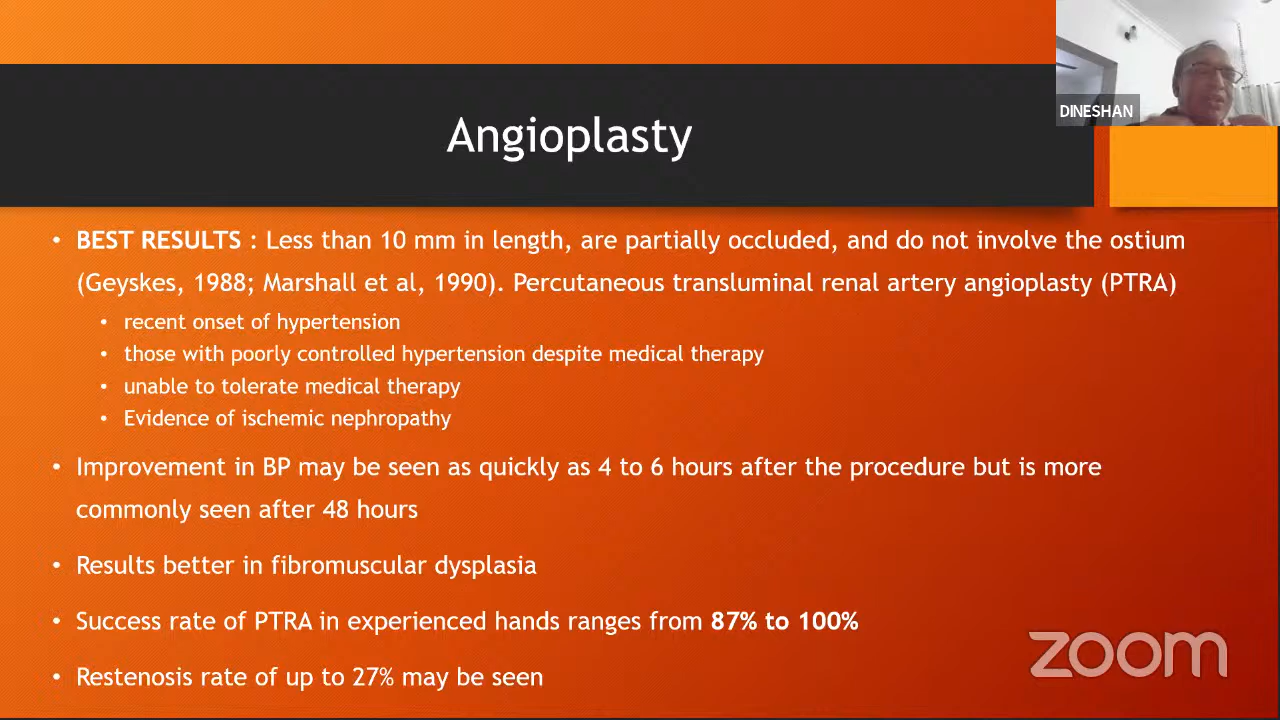 DINESHAN
Angioplasty
• BEST RESULTS : Less than 10 mm in length, are partially occluded, and do not involve the ostium
(Geyskes, 1988; Marshall et al, 1990). Percutaneous transluminal renal artery angioplasty (PTRA)
• recent onset of hypertension
• those with poorly controlled hypertension despite medical therapy
• unable to tolerate medical therapy
• Evidence of ischemic nephropathy
• Improvement in BP may be seen as quickly as 4 to 6 hours after the procedure but is more
commonly seen after 48 hours
• Results better in fibromuscular dysplasia
• Success rate of PTRA in experienced hands ranges from 87% to 100%
• Restenosis rate of up to 27% may be seen
zoom